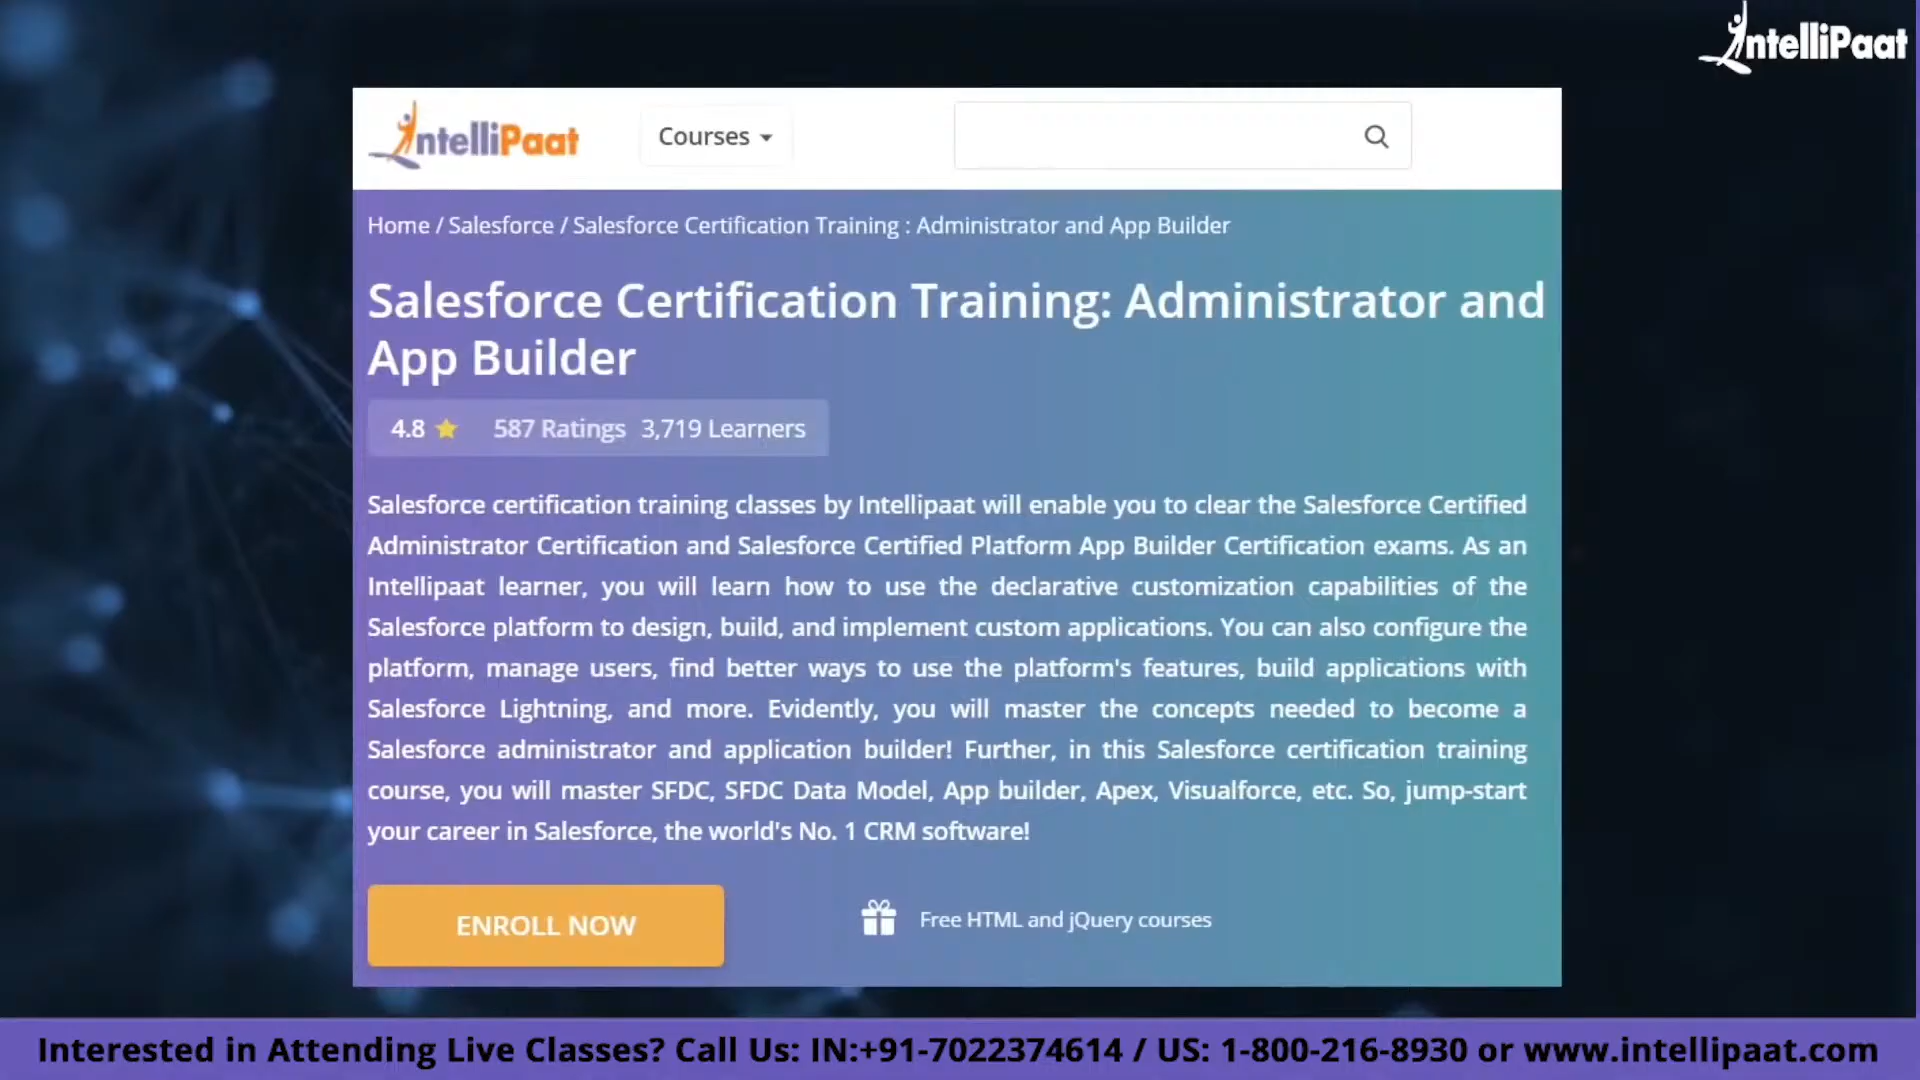 IntelliPaat
IntelliPaat
Courses
Home / Salesforce / Salesforce Certification Training : Administrator and App Builder
Salesforce Certification Training: Administrator and
App Builder
4.8 587 Ratings 3,719 Learners
Salesforce certification training classes by Intellipaat will enable you to clear the Salesforce Certified
Administrator Certification and Salesforce Certified Platform App Builder Certification exams. As an
Intellipaat learner, you will learn how to use the declarative customization capabilities of the
Salesforce platform to design, build, and implement custom applications. You can also configure the
platform, manage users, find better ways to use the platform's features, build applications with
Salesforce Lightning, and more. Evidently, you will master the concepts needed to become a
Salesforce administrator and application builder! Further, in this Salesforce certification training
course, you will master SFDC, SFDC Data Model, App builder, Apex, Visualforce, etc. So, jump-start
your career in Salesforce, the world's No. 1 CRM software!
ENROLL NOW
Free HTML and jQuery courses
Interested in Attending Live Classes? Call Us: IN:+91-7022374614 / US: 1-800-216-8930 or www.intellipaat.com